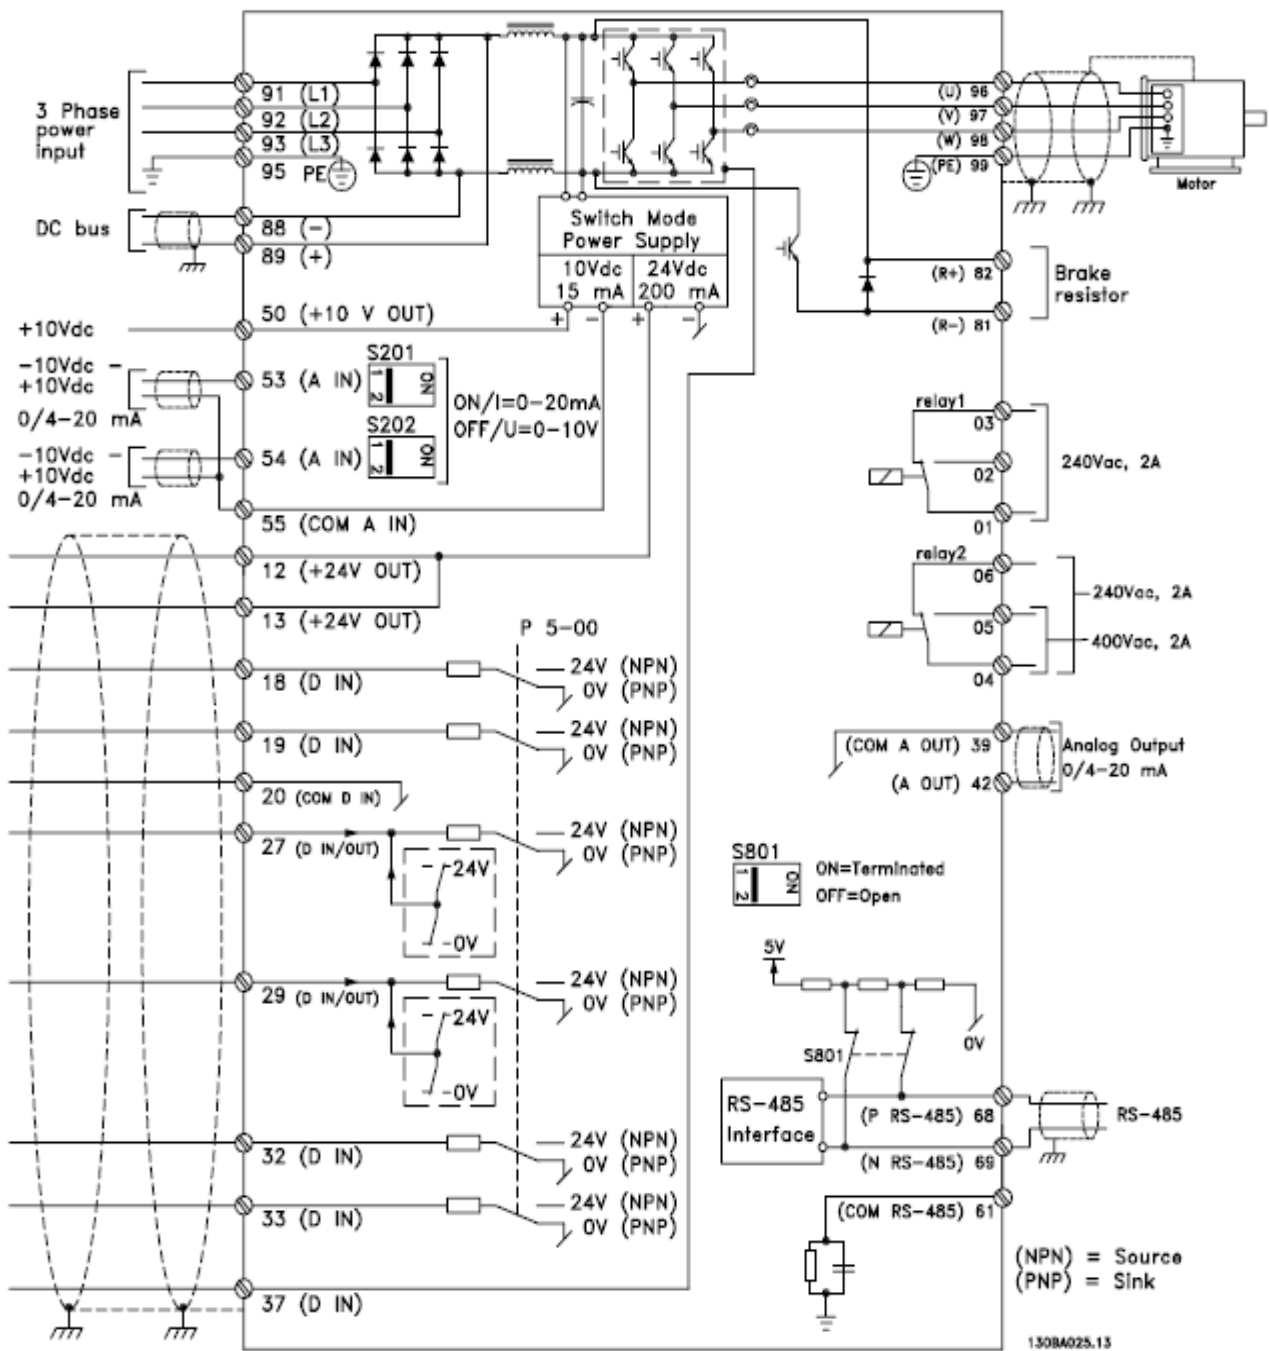 3 Phase
power
input
91 (L1)
92 (L2)
93 (L3)
95 PE
DC bus
88 (-)
89 (+)
Switch Mode
Power Supply
10Vdc
15 mA
24Vdc
200 mA
+ - + -
(U) 96
(V) 97
(W) 98
(PE) 99
Motor
(R+) 82
(R-) 81
Brake
resistor
+10Vdc
50 (+10 V OUT)
-10Vdc -
+10Vdc
0/4-20 mA
53 (A IN)
S201
1 2 ON
S202
1 2 ON
ON/I=0-20mA
OFF/U=0-10V
-10Vdc -
+10Vdc
0/4-20 mA
54 (A IN)
55 (COM A IN)
12 (+24V OUT)
13 (+24V OUT)
relay1
03
02
01
240Vac, 2A
relay2
06
05
04
240Vac, 2A
400Vac, 2A
P 5-00
18 (D IN)
24V (NPN)
0V (PNP)
19 (D IN)
24V (NPN)
0V (PNP)
20 (COM D IN)
27 (D IN/OUT)
24V (NPN)
0V (PNP)
24V
0V
29 (D IN/OUT)
24V (NPN)
0V (PNP)
24V
0V
32 (D IN)
24V (NPN)
0V (PNP)
33 (D IN)
24V (NPN)
0V (PNP)
37 (D IN)
(COM A OUT) 39
(A OUT) 42
Analog Output
0/4-20 mA
S801
1 2 ON
ON=Terminated
OFF=Open
5V
S801
0V
RS-485
Interface
(P RS-485) 68
(N RS-485) 69
RS-485
(COM RS-485) 61
(NPN) = Source
(PNP) = Sink
130BA025.13